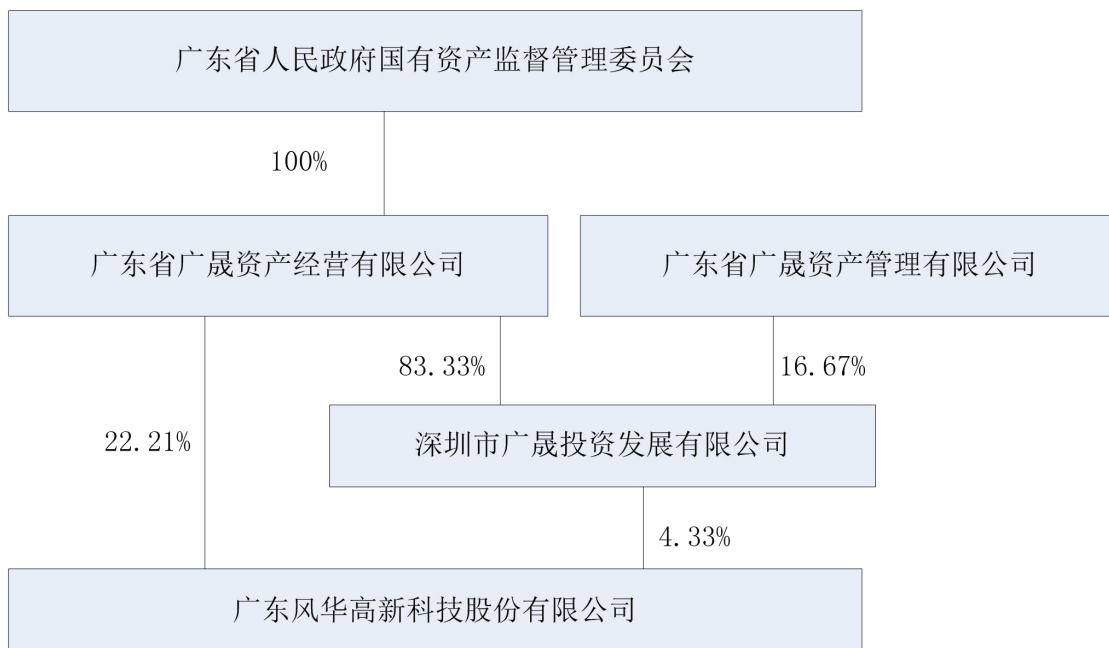 广东省人民政府国有资产监督管理委员会
100%
广东省广晟资产经营有限公司
广东省广晟资产管理有限公司
83.33%
16.67%
22.21%
深圳市广晟投资发展有限公司
4.33%
广东风华高新科技股份有限公司